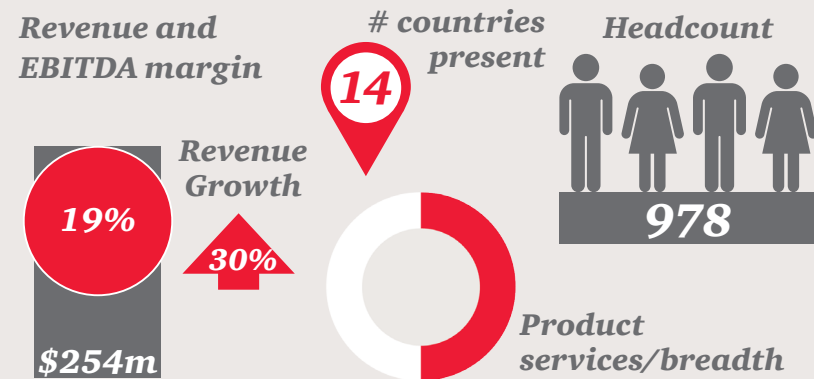 Revenue and
EBITDA margin
19%
$254m
Revenue
Growth
30%
# countries
present
14
Headcount
978
Product
services/breadth